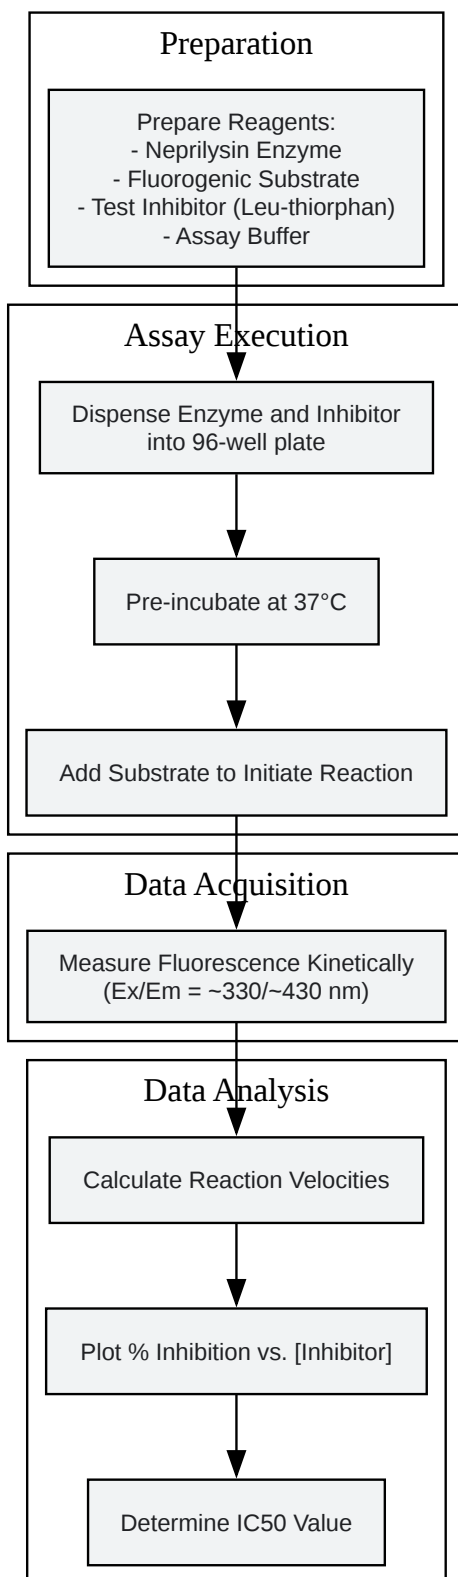 Preparation
Prepare Reagents:
- Neprilysin Enzyme
- Fluorogenic Substrate
- Test Inhibitor (Leu-thiorphan)
- Assay Buffer
Assay Execution
Dispense Enzyme and Inhibitor
into 96-well plate
Pre-incubate at 37°C
Add Substrate to Initiate Reaction
Data Acquisition
Measure Fluorescence Kinetically
(Ex/Em = ~330/~430 nm)
Data Analysis
Calculate Reaction Velocities
Plot % Inhibition vs. [Inhibitor]
Determine IC50 Value